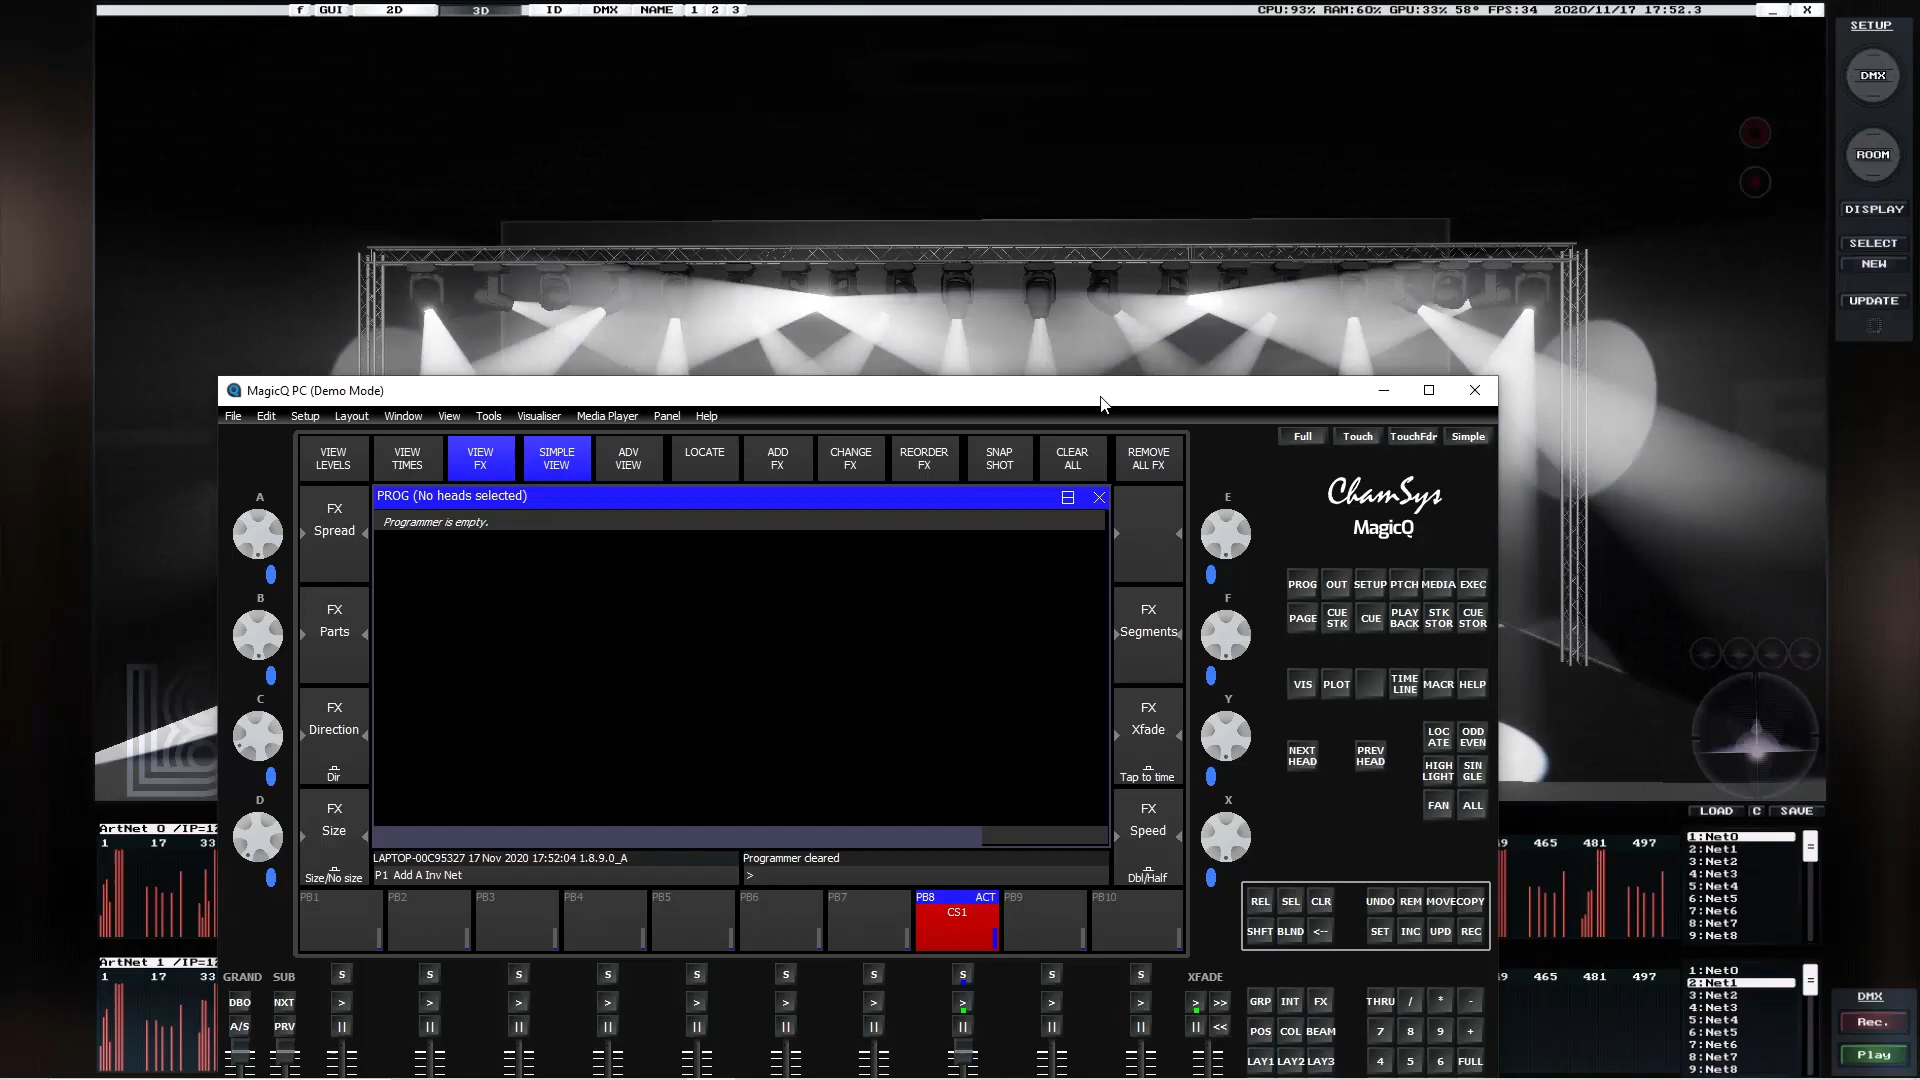 f GUI 2D 3D ID DMX NAME 1 2 3
CPU:93% RAM:60% GPU:33% 58° FPS:34 2020/11/17 17:52.3 _ X
SETUP
DMX
ROOM
DISPLAY
SELECT
NEW
UPDATE
MagicQ PC (Demo Mode)
File Edit Setup Layout Window View Tools Visualiser Media Player Panel Help
Full Touch TouchFdr Simple
VIEW LEVELS
VIEW TIMES
VIEW FX
SIMPLE VIEW
ADV VIEW
LOCATE
ADD FX
CHANGE FX
REORDER FX
SNAP SHOT
CLEAR ALL
REMOVE ALL FX
PROG (No heads selected)
Programmer is empty.
A
FX
Spread
B
FX
Parts
C
FX
Direction
Dir
D
FX
Size
Size/No size
E
F
FX
Segments
Y
FX
Xfade
Tap to time
X
FX
Speed
Dbl/Half
ChamSys
MagicQ
PROG OUT SETUP PTCH MEDIA EXEC
PAGE CUE STK CUE PLAY BACK STK STOR CUE STOR
VIS PLOT TIME LINE MACR HELP
NEXT HEAD PREV HEAD
LOC ATE ODD EVEN
HIGH LIGHT SIN GLE
FAN ALL
LAPTOP-00C95327 17 Nov 2020 17:52:04 1.8.9.0_A
Programmer cleared
P1 Add A Inv Net
>
PB1 PB2 PB3 PB4 PB5 PB6 PB7 PB8 ACT PB9 PB10
CS1
REL SEL CLR UNDO REM MOVE COPY
SHFT BLND <-- SET INC UPD REC
GRAND SUB
S S S S S S S S S S
XFADE
DBO NXT
> > > > > > > > > > > >>
A/S PRV
|| || || || || || || || || || || <<
GRP INT FX THRU / * -
POS COL BEAM 7 8 9 +
LAY1 LAY2 LAY3 4 5 6 FULL
ArtNet 0 /IP=12
1 17 33
ArtNet 1 /IP=12
1 17 33
465 481 497
465 481 497
LOAD C SAVE
1:Net0
2:Net1
3:Net2
4:Net3
5:Net4
6:Net5
7:Net6
8:Net7
9:Net8
1:Net0
2:Net1
3:Net2
4:Net3
5:Net4
6:Net5
7:Net6
8:Net7
9:Net8
DMX
Rec.
Play